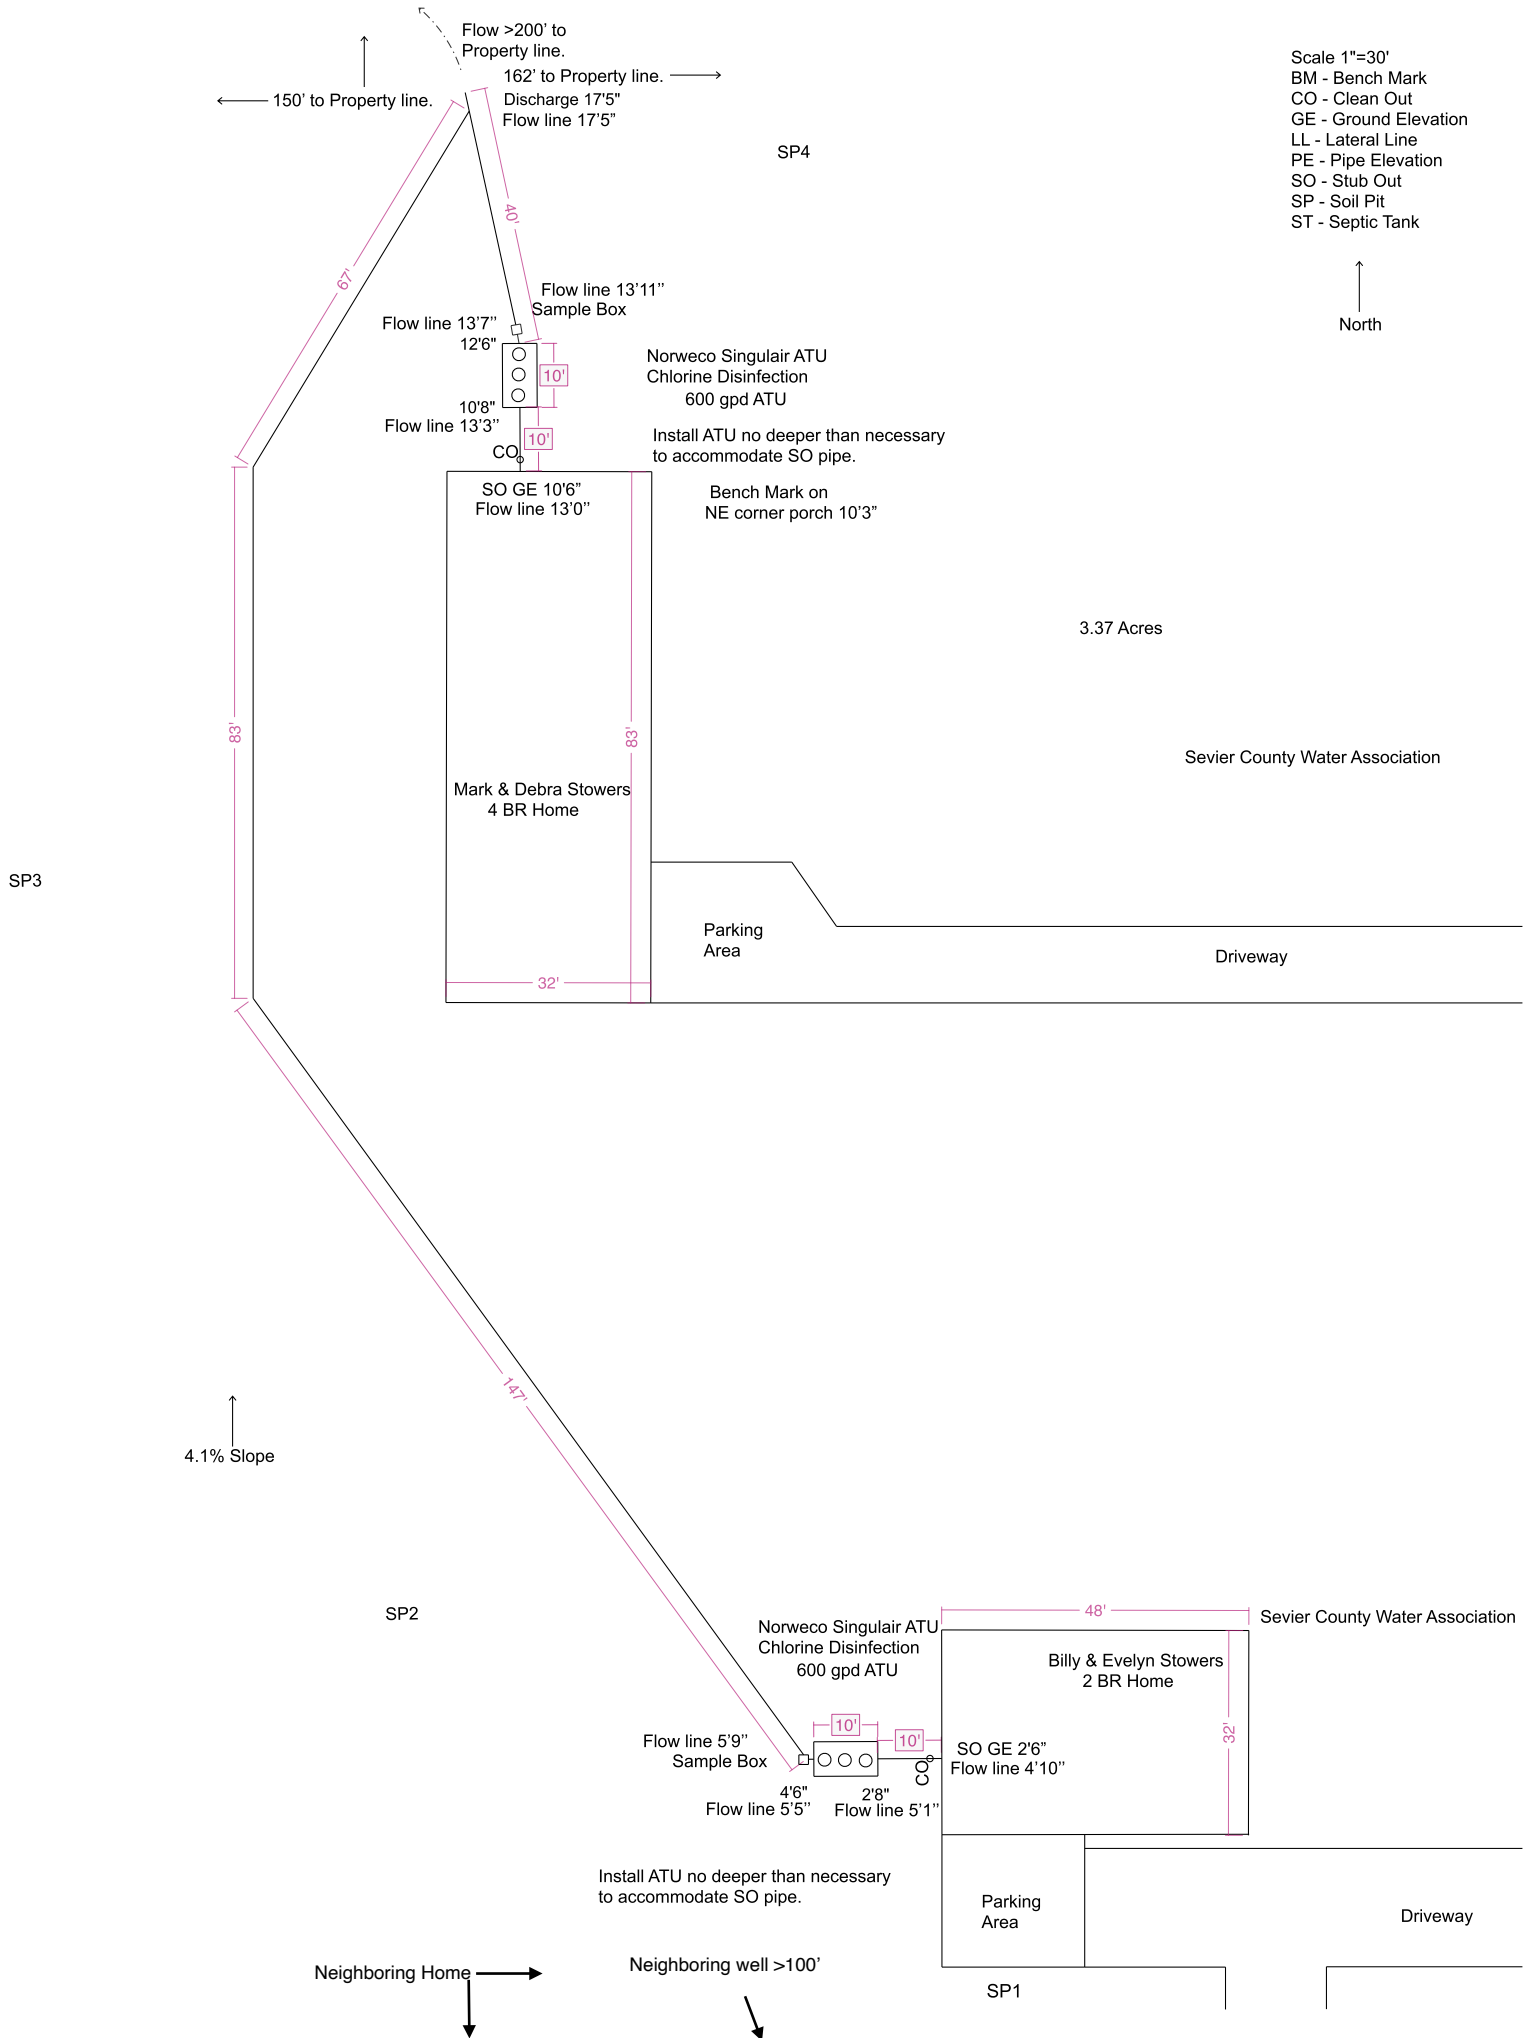 Flow >200’ to
Property line.
162’ to Property line.
150’ to Property line.
Discharge 17'5"
Flow line 17’5”
Scale 1"=30'
BM - Bench Mark
CO - Clean Out
GE - Ground Elevation
LL - Lateral Line
PE - Pipe Elevation
SO - Stub Out
SP - Soil Pit
ST - Septic Tank
North
SP4
40'
67'
Flow line 13’11’’
Sample Box
Flow line 13’7’’
12'6"
10'
Norweco Singulair ATU
Chlorine Disinfection
600 gpd ATU
10'8"
Flow line 13’3’’
10'
CO
Install ATU no deeper than necessary
to accommodate SO pipe.
SO GE 10'6”
Flow line 13’0’’
Bench Mark on
NE corner porch 10’3”
3.37 Acres
83'
83'
Sevier County Water Association
Mark & Debra Stowers
4 BR Home
SP3
Parking
Area
Driveway
32'
147'
4.1% Slope
SP2
48'
Sevier County Water Association
Norweco Singulair ATU
Chlorine Disinfection
600 gpd ATU
Billy & Evelyn Stowers
2 BR Home
32'
10'
10'
Flow line 5’9’’
Sample Box
CO
SO GE 2'6”
Flow line 4’10’’
4'6"
Flow line 5’5’’
2'8"
Flow line 5’1’’
Install ATU no deeper than necessary
to accommodate SO pipe.
Parking
Area
Driveway
Neighboring Home
Neighboring well >100’
SP1